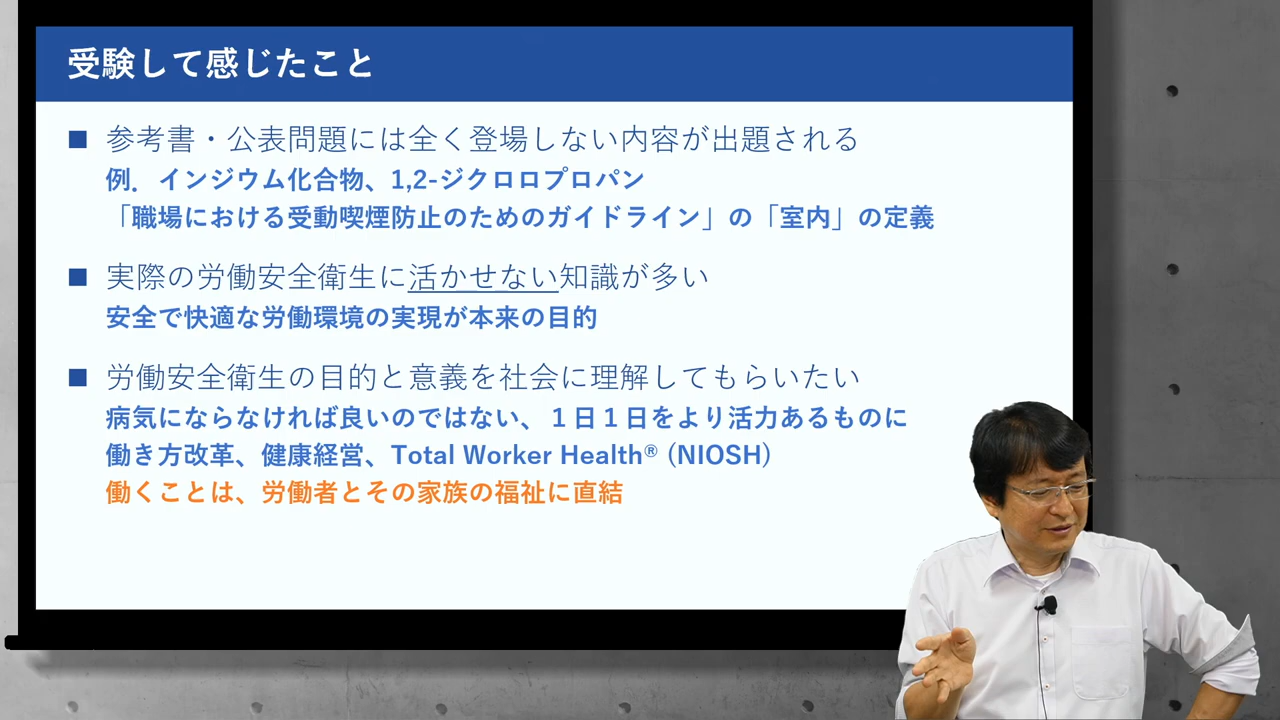 受験して感じたこと
■ 参考書・公表問題には全く登場しない内容が出題される
例．インジウム化合物、1,2-ジクロロプロパン
「職場における受動喫煙防止のためのガイドライン」の「室内」の定義
■ 実際の労働安全衛生に活かせない知識が多い
安全で快適な労働環境の実現が本来の目的
■ 労働安全衛生の目的と意義を社会に理解してもらいたい
病気にならなければ良いのではない、１日１日をより活力あるものに
働き方改革、健康経営、Total Worker Health® (NIOSH)
働くことは、労働者とその家族の福祉に直結